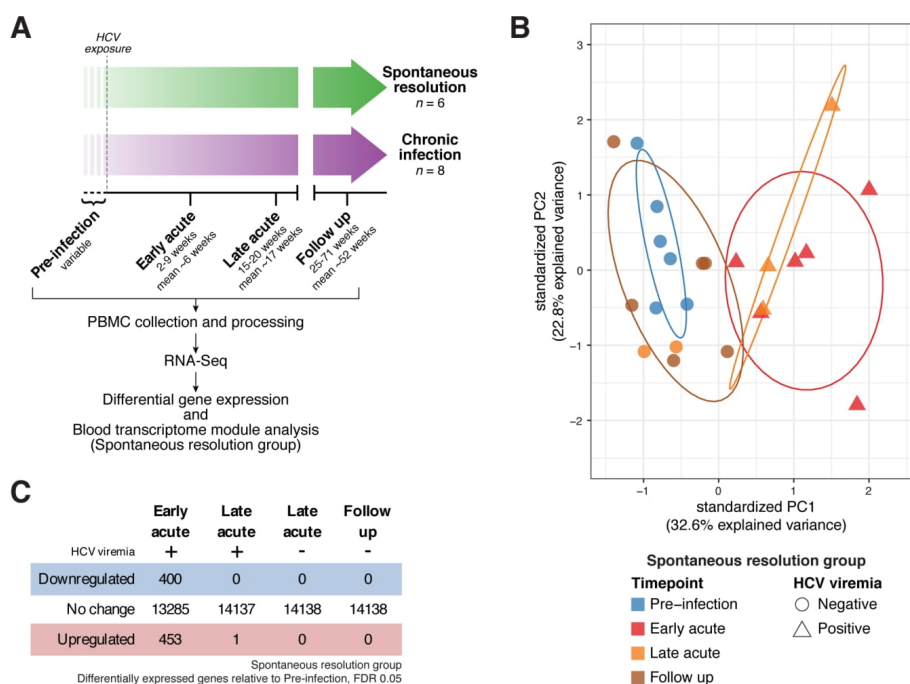 A
HCV
exposure
Spontaneous
resolution
n = 6
Chronic
infection
n = 8
Pre-infection
variable
Early acute
2-9 weeks
mean ~6 weeks
Late acute
15-20 weeks
mean ~17 weeks
Follow up
25-71 weeks
mean ~52 weeks
PBMC collection and processing
RNA-Seq
Differential gene expression
and
Blood transcriptome module analysis
(Spontaneous resolution group)
B
standardized PC2
(22.8% explained variance)
3
2
1
0
−1
−2
−1 0 1 2
standardized PC1
(32.6% explained variance)
Spontaneous resolution group
Timepoint
Pre−infection
Early acute
Late acute
Follow up
HCV viremia
Negative
Positive
C
Early Late Late Follow
acute acute acute up
HCV viremia + + - -
Downregulated 400 0 0 0
No change 13285 14137 14138 14138
Upregulated 453 1 0 0
Spontaneous resolution group
Differentially expressed genes relative to Pre-infection, FDR 0.05